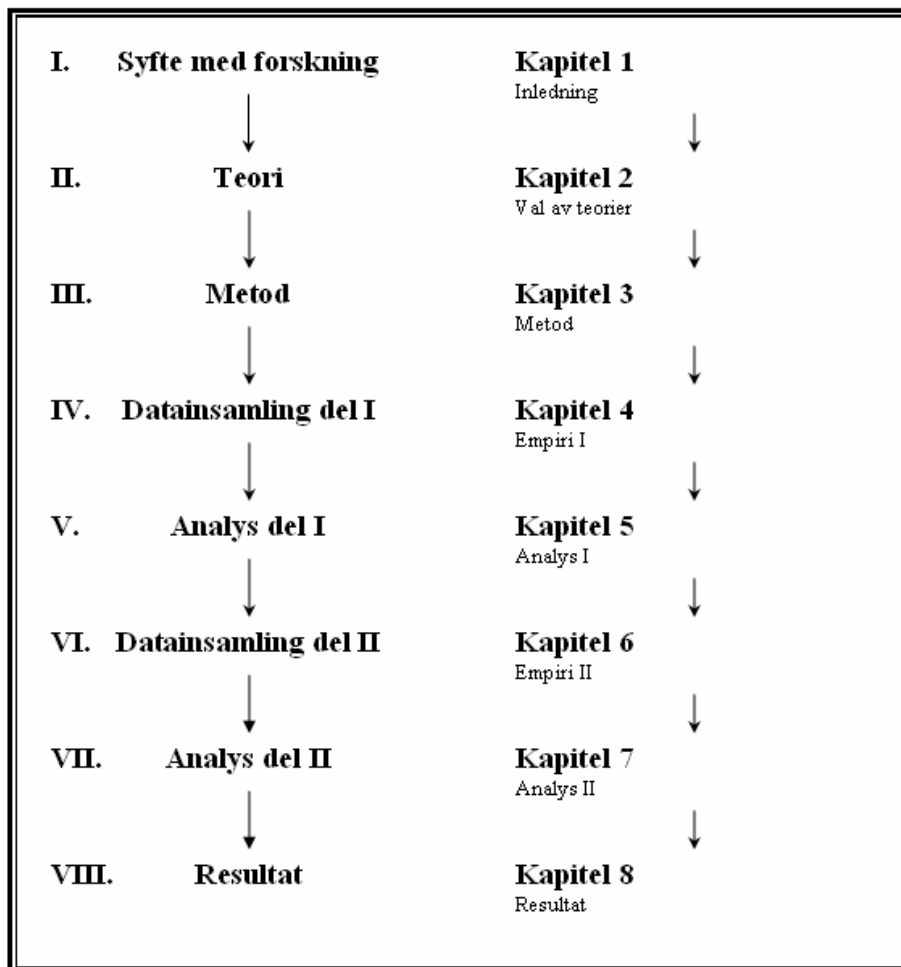 I. Syfte med forskning Kapitel 1
Inledning
II. Teori Kapitel 2
Val av teorier
III. Metod Kapitel 3
Metod
IV. Datainsamling del I Kapitel 4
Empiri I
V. Analys del I Kapitel 5
Analys I
VI. Datainsamling del II Kapitel 6
Empiri II
VII. Analys del II Kapitel 7
Analys II
VIII. Resultat Kapitel 8
Resultat